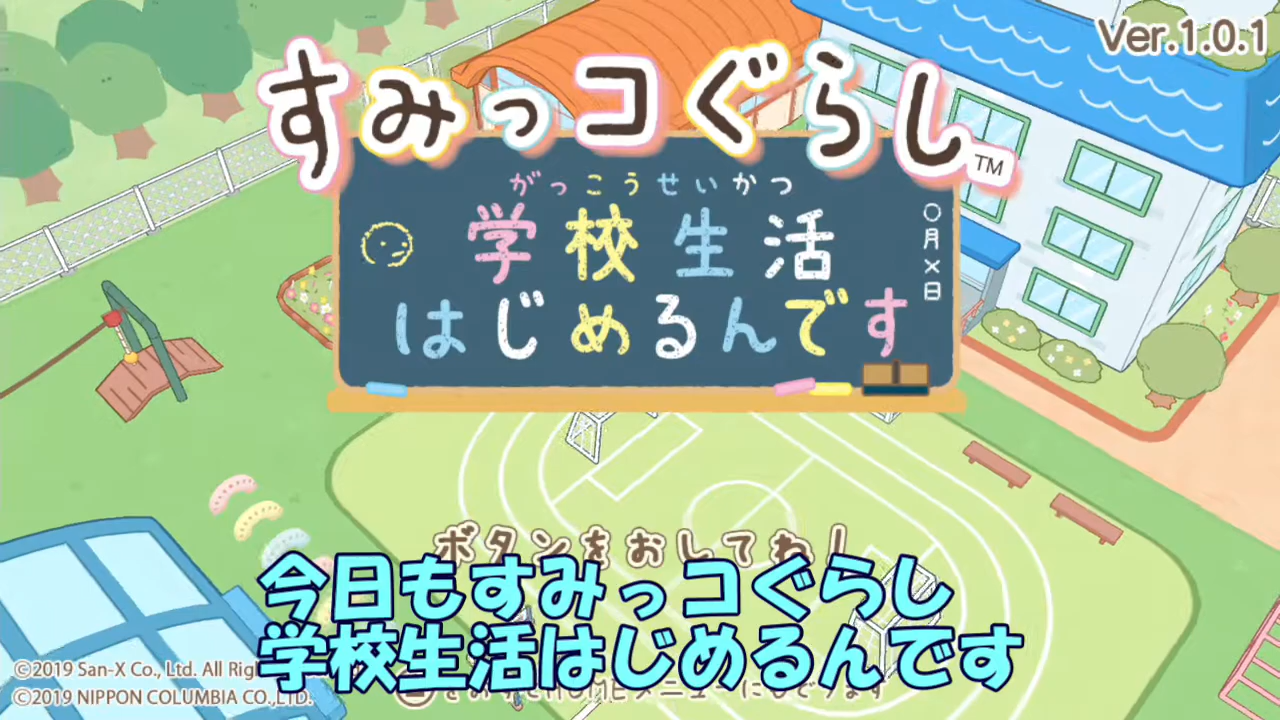 Ver.1.0.1
すみっコぐらし™
がっこうせいかつ
学校生活
はじめるんです
〇月×日
ボタンをおしてね!
今日もすみっコぐらし
学校生活はじめるんです
©2019 San-X Co., Ltd. All
©2019 NIPPON COLUMBIA CO.,LTD.